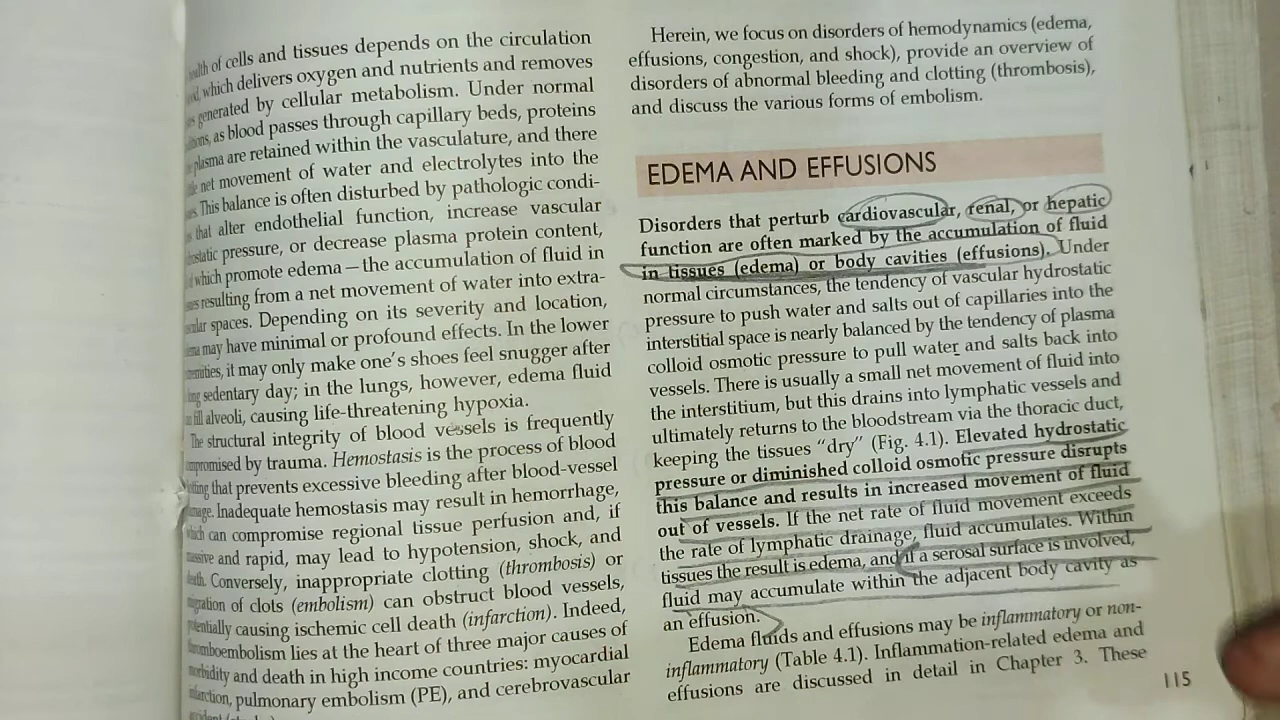 of cells and tissues depends on the circulation
which delivers oxygen and nutrients and removes
generated by cellular metabolism. Under normal
as blood passes through capillary beds, proteins
plasma are retained within the vasculature, and there
net movement of water and electrolytes into the
This balance is often disturbed by pathologic condi-
that alter endothelial function, increase vascular
pressure, or decrease plasma protein content,
which promote edema—the accumulation of fluid in
resulting from a net movement of water into extra-
spaces. Depending on its severity and location,
may have minimal or profound effects. In the lower
it may only make one's shoes feel snugger after
sedentary day; in the lungs, however, edema fluid
fill alveoli, causing life-threatening hypoxia.
The structural integrity of blood vessels is frequently
by trauma. Hemostasis is the process of blood
that prevents excessive bleeding after blood-vessel
Inadequate hemostasis may result in hemorrhage,
which can compromise regional tissue perfusion and, if
and rapid, may lead to hypotension, shock, and
Conversely, inappropriate clotting (thrombosis) or
of clots (embolism) can obstruct blood vessels,
causing ischemic cell death (infarction). Indeed,
lies at the heart of three major causes of
and death in high income countries: myocardial
pulmonary embolism (PE), and cerebrovascular
Herein, we focus on disorders of hemodynamics (edema,
effusions, congestion, and shock), provide an overview of
disorders of abnormal bleeding and clotting (thrombosis),
and discuss the various forms of embolism.
EDEMA AND EFFUSIONS
Disorders that perturb cardiovascular, renal, or hepatic
function are often marked by the accumulation of fluid
in tissues (edema) or body cavities (effusions). Under
normal circumstances, the tendency of vascular hydrostatic
pressure to push water and salts out of capillaries into the
interstitial space is nearly balanced by the tendency of plasma
colloid osmotic pressure to pull water and salts back into
vessels. There is usually a small net movement of fluid into
the interstitium, but this drains into lymphatic vessels and
ultimately returns to the bloodstream via the thoracic duct,
keeping the tissues "dry" (Fig. 4.1). Elevated hydrostatic
pressure or diminished colloid osmotic pressure disrupts
this balance and results in increased movement of fluid
out of vessels. If the net rate of fluid movement exceeds
the rate of lymphatic drainage, fluid accumulates. Within
tissues the result is edema, and if a serosal surface is involved,
fluid may accumulate within the adjacent body cavity as
an effusion.
Edema fluids and effusions may be inflammatory or non-
inflammatory (Table 4.1). Inflammation-related edema and
effusions are discussed in detail in Chapter 3. These
115